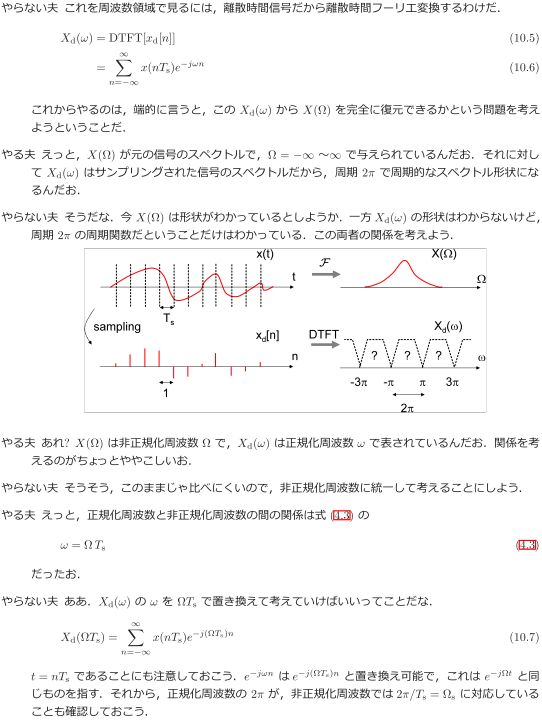 やらない夫 これを周波数領域で見るには，離散時間信号だから離散時間フーリエ変換するわけだ．
X_d(ω) = DTFT[x_d[n]] (10.5)
= ∑_{n=−∞}^{∞} x(nT_s)e^{−jωn} (10.6)
これからやるのは，端的に言うと，この X_d(ω) から X(Ω) を完全に復元できるかという問題を考え
ようということだ．
やる夫 えっと，X(Ω) が元の信号のスペクトルで，Ω = −∞ 〜∞ で与えられているんだお．それに対し
て X_d(ω) はサンプリングされた信号のスペクトルだから，周期 2π で周期的なスペクトル形状にな
るんだお．
やらない夫 そうだな．今 X(Ω) は形状がわかっているとしようか．一方 X_d(ω) の形状はわからないけど，
周期 2π の周期関数だということだけはわかっている．この両者の関係を考えよう．
x(t)
t
T_s
F
X(Ω)
Ω
sampling
x_d[n]
n
1
DTFT
X_d(ω)
? ? ?
ω
-3π -π π 3π
2π
やる夫 あれ? X(Ω) は非正規化周波数 Ω で，X_d(ω) は正規化周波数 ω で表されているんだお．関係を考
えるのがちょっとややこしいお．
やらない夫 そうそう，このままじゃ比べにくいので，非正規化周波数に統一して考えることにしよう．
やる夫 えっと，正規化周波数と非正規化周波数の間の関係は式 (4.3) の
ω = Ω T_s (4.3)
だったお．
やらない夫 ああ．X_d(ω) の ω を ΩT_s で置き換えて考えていけばいいってことだな．
X_d(ΩT_s) = ∑_{n=−∞}^{∞} x(nT_s)e^{−j(ΩT_s)n} (10.7)
t = nT_s であることにも注意しておこう．e^{−jωn} は e^{−j(ΩT_s)n} と置き換え可能で，これは e^{−jΩt} と同
じものを指す．それから，正規化周波数の 2π が，非正規化周波数では 2π/T_s = Ω_s に対応している
ことも確認しておこう．